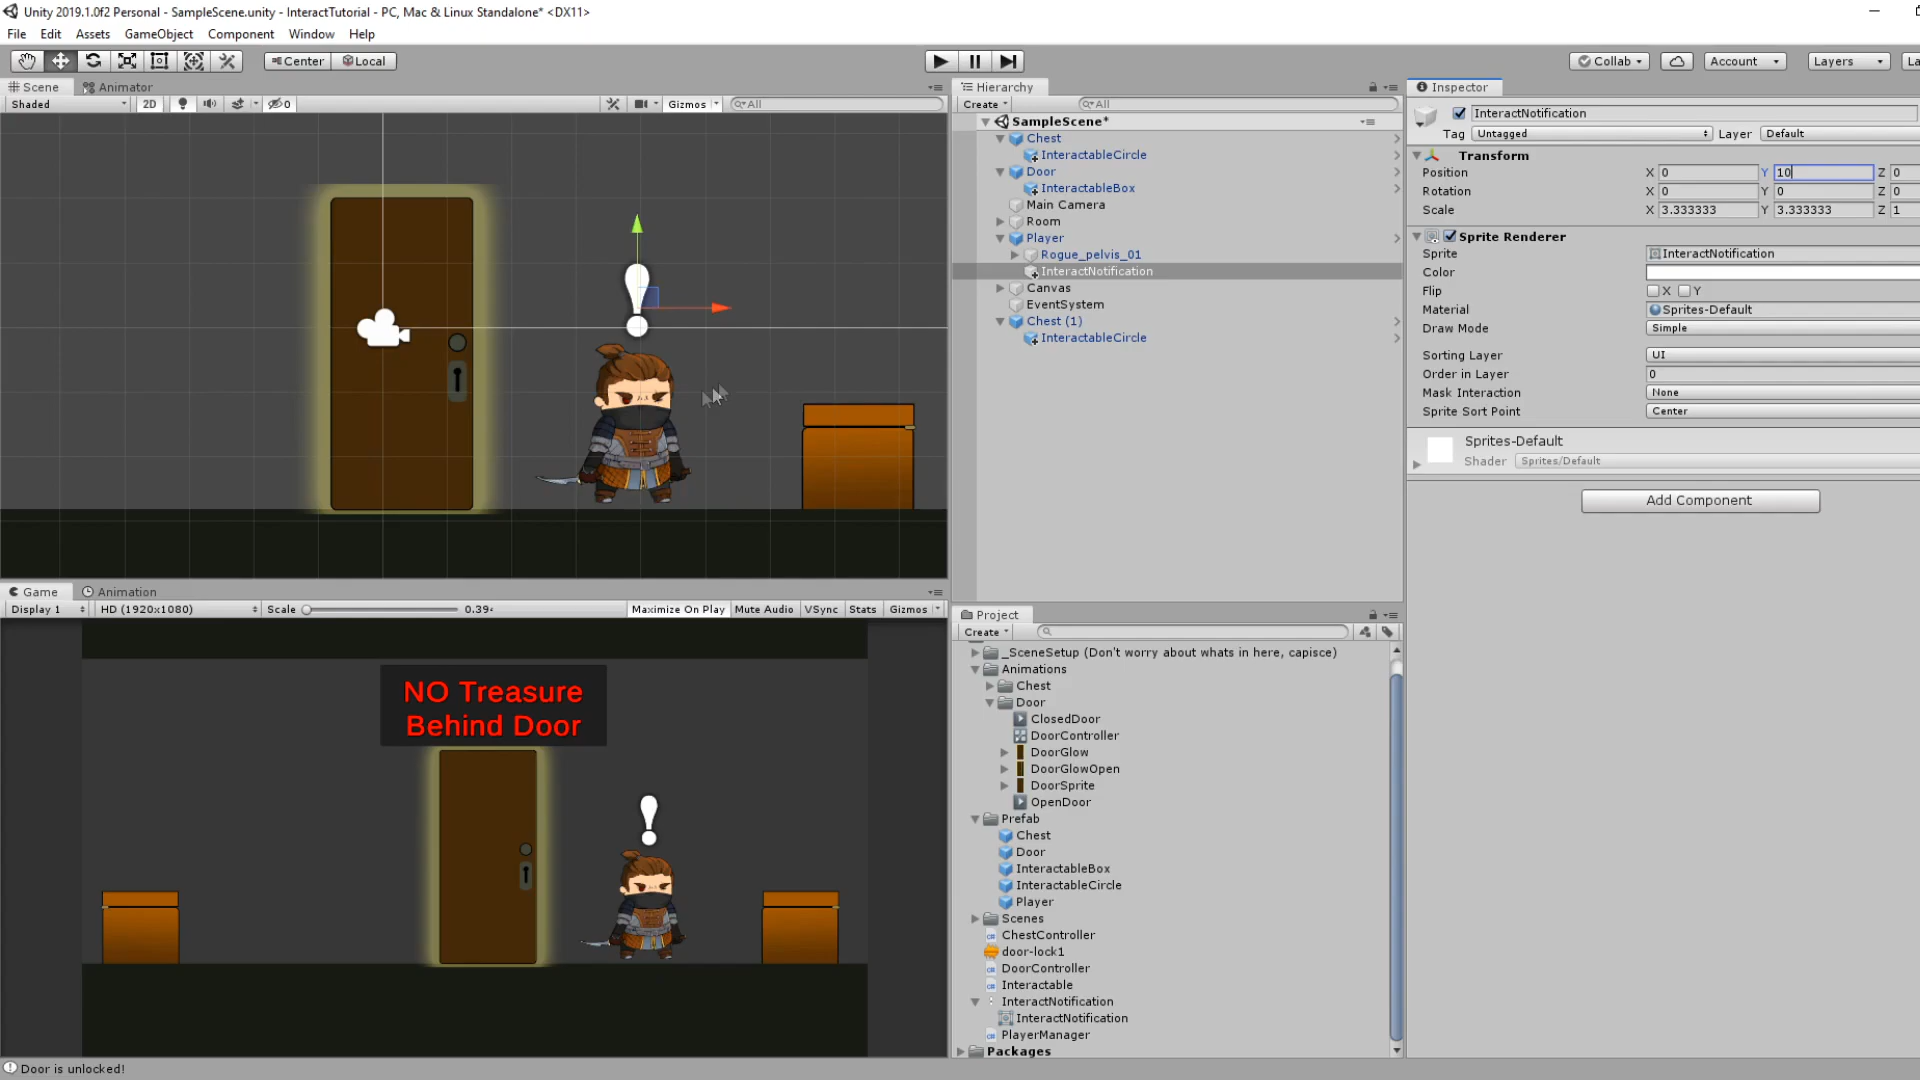 Unity 2019.1.0f2 Personal - SampleScene.unity - InteractTutorial - PC, Mac & Linux Standalone* <DX11>
File Edit Assets GameObject Component Window Help
Center Local Collab Account Layers La
Scene Animator
Shaded 2D 0 Gizmos All
Hierarchy
Create All
SampleScene*
Chest
InteractableCircle
Door
InteractableBox
Main Camera
Room
Player
Rogue_pelvis_01
InteractNotification
Canvas
EventSystem
Chest (1)
InteractableCircle
Inspector
InteractNotification
Tag Untagged Layer Default
Transform
Position X 0 Y 10 Z 0
Rotation X 0 Y 0 Z 0
Scale X 3.333333 Y 3.333333 Z 1
Sprite Renderer
Sprite InteractNotification
Color
Flip X Y
Material Sprites-Default
Draw Mode Simple
Sorting Layer UI
Order in Layer 0
Mask Interaction None
Sprite Sort Point Center
Sprites-Default
Shader Sprites/Default
Add Component
Game Animation
Display 1 HD (1920x1080) Scale 0.39 Maximize On Play Mute Audio VSync Stats Gizmos
NO Treasure
Behind Door
Project
Create
_SceneSetup (Don't worry about whats in here, capisce)
Animations
Chest
Door
ClosedDoor
DoorController
DoorGlow
DoorGlowOpen
DoorSprite
OpenDoor
Prefab
Chest
Door
InteractableBox
InteractableCircle
Player
Scenes
ChestController
door-lock1
DoorController
Interactable
InteractNotification
InteractNotification
PlayerManager
Packages
Door is unlocked!